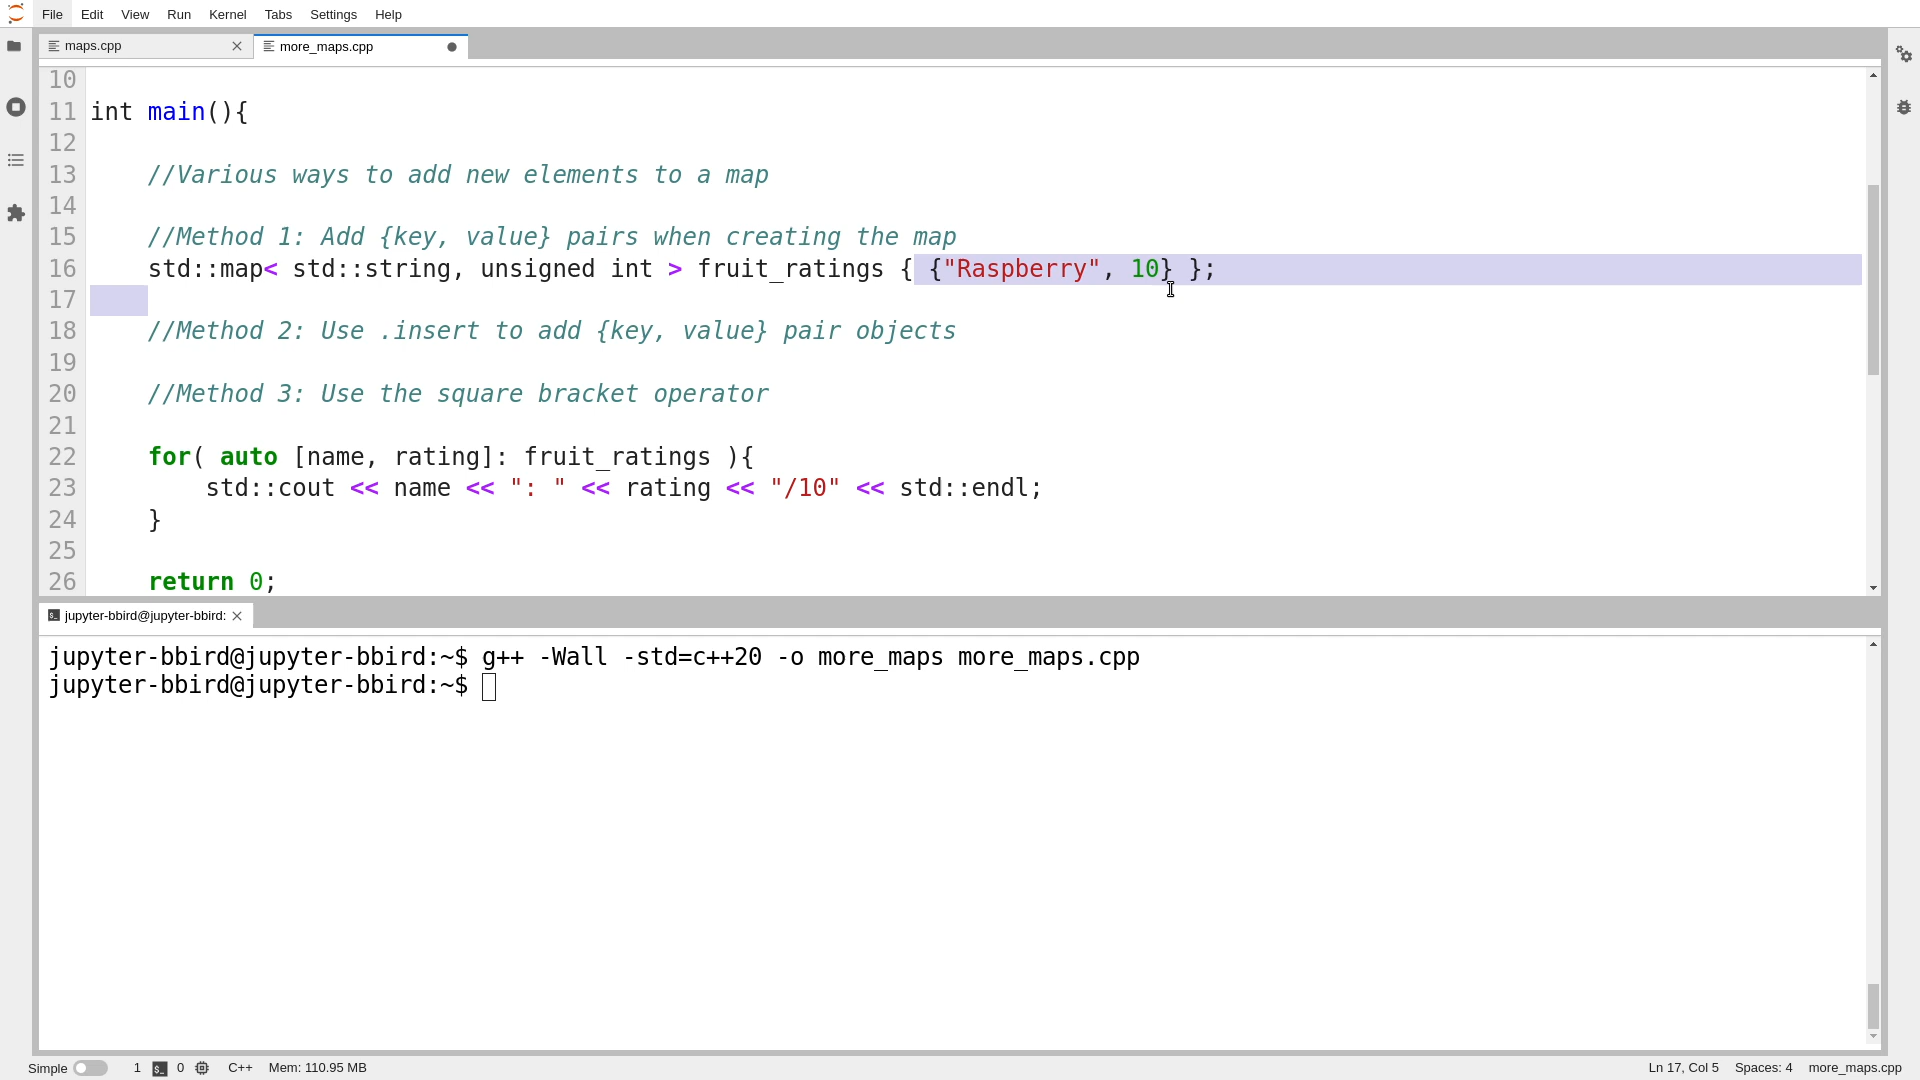 File Edit View Run Kernel Tabs Settings Help
maps.cpp more_maps.cpp
10
11 int main(){
12
13 //Various ways to add new elements to a map
14
15 //Method 1: Add {key, value} pairs when creating the map
16 std::map< std::string, unsigned int > fruit_ratings { {"Raspberry", 10} };
17
18 //Method 2: Use .insert to add {key, value} pair objects
19
20 //Method 3: Use the square bracket operator
21
22 for( auto [name, rating]: fruit_ratings ){
23 std::cout << name << ": " << rating << "/10" << std::endl;
24 }
25
26 return 0;
jupyter-bbird@jupyter-bbird:
jupyter-bbird@jupyter-bbird:~$ g++ -Wall -std=c++20 -o more_maps more_maps.cpp
jupyter-bbird@jupyter-bbird:~$
Simple 1 0 C++ Mem: 110.95 MB Ln 17, Col 5 Spaces: 4 more_maps.cpp